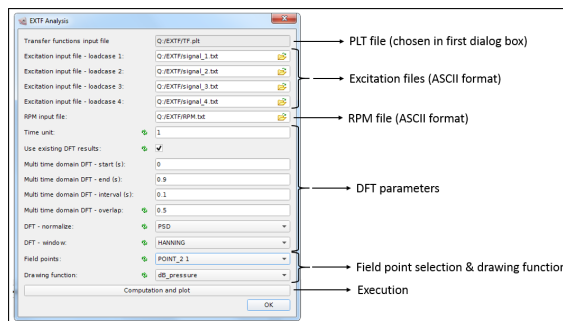 EXTF Analysis
Transfer functions input file Q:/EXTF/TF.plt PLT file (chosen in first dialog box)
Excitation input file - loadcase 1: Q:/EXTF/signal_1.txt
Excitation input file - loadcase 2: Q:/EXTF/signal_2.txt
Excitation files (ASCII format)
Excitation input file - loadcase 3: Q:/EXTF/signal_3.txt
Excitation input file - loadcase 4: Q:/EXTF/signal_4.txt
RPM input file: Q:/EXTF/RPM.txt RPM file (ASCII format)
Time unit: 1
Use existing DFT results:
Multi time domain DFT - start (s): 0
Multi time domain DFT - end (s): 0.9
DFT parameters
Multi time domain DFT - interval (s): 0.1
Multi time domain DFT - overlap: 0.5
DFT - normalize: PSD
DFT - window: HANNING
Field points: POINT_2 1
Field point selection & drawing function
Drawing function: dB_pressure
Computation and plot Execution
OK